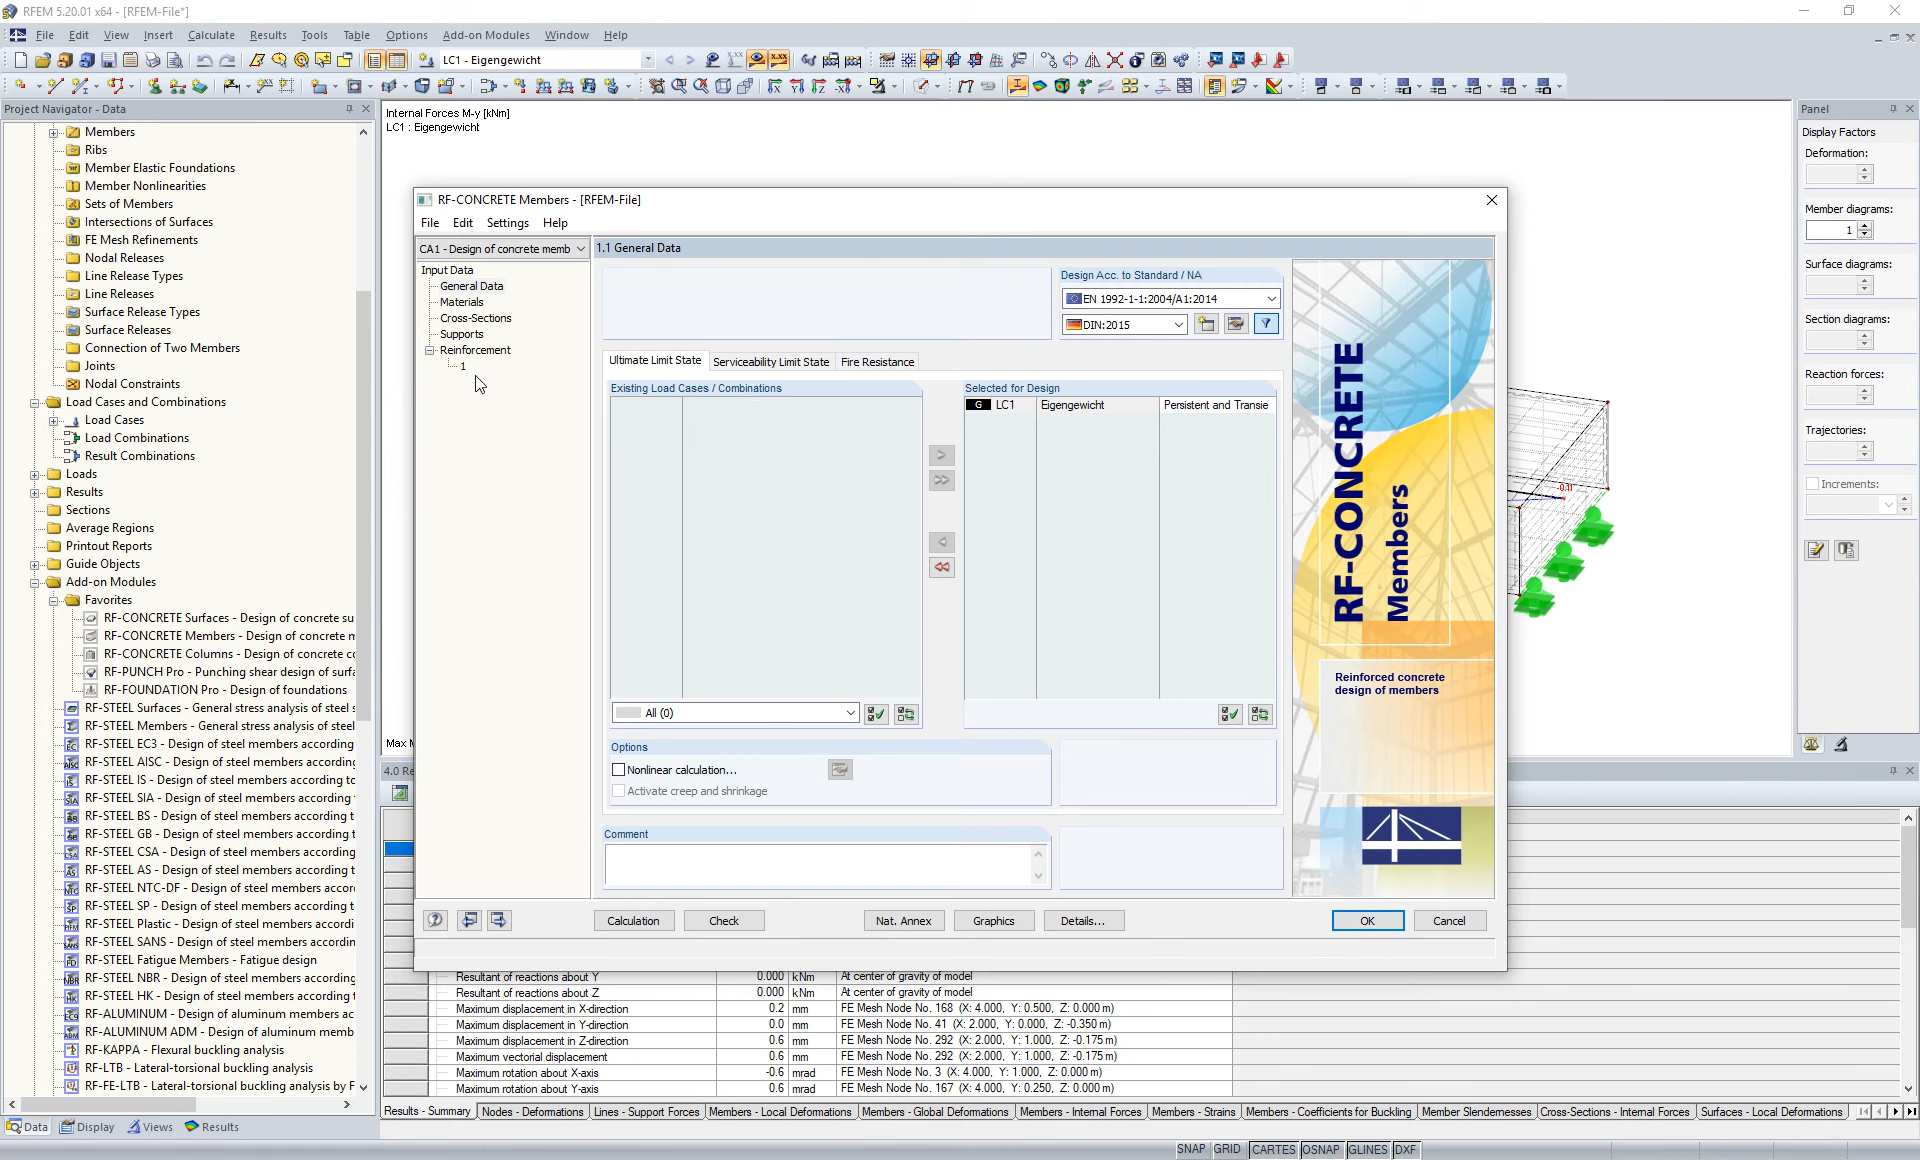 RFEM 5.20.01 x64 - [RFEM-File*]
File Edit View Insert Calculate Results Tools Table Options Add-on Modules Window Help
LC1 - Eigengewicht
Project Navigator - Data
Members
Ribs
Member Elastic Foundations
Member Nonlinearities
Sets of Members
Intersections of Surfaces
FE Mesh Refinements
Nodal Releases
Line Release Types
Line Releases
Surface Release Types
Surface Releases
Connection of Two Members
Joints
Nodal Constraints
Load Cases and Combinations
Load Cases
Load Combinations
Result Combinations
Loads
Results
Sections
Average Regions
Printout Reports
Guide Objects
Add-on Modules
Favorites
RF-CONCRETE Surfaces - Design of concrete su
RF-CONCRETE Members - Design of concrete m
RF-CONCRETE Columns - Design of concrete cc
RF-PUNCH Pro - Punching shear design of surfa
RF-FOUNDATION Pro - Design of foundations
RF-STEEL Surfaces - General stress analysis of steel s
RF-STEEL Members - General stress analysis of steel
RF-STEEL EC3 - Design of steel members according
RF-STEEL AISC - Design of steel members accordin
RF-STEEL IS - Design of steel members according to
RF-STEEL SIA - Design of steel members according
RF-STEEL BS - Design of steel members according t
RF-STEEL GB - Design of steel members according t
RF-STEEL CSA - Design of steel members according
RF-STEEL AS - Design of steel members according t
RF-STEEL NTC-DF - Design of steel members accor
RF-STEEL SP - Design of steel members according t
RF-STEEL Plastic - Design of steel members accordi
RF-STEEL SANS - Design of steel members accordin
RF-STEEL Fatigue Members - Fatigue design
RF-STEEL NBR - Design of steel members according
RF-STEEL HK - Design of steel members according t
RF-ALUMINUM - Design of aluminum members ac
RF-ALUMINUM ADM - Design of aluminum memb
RF-KAPPA - Flexural buckling analysis
RF-LTB - Lateral-torsional buckling analysis
RF-FE-LTB - Lateral-torsional buckling analysis by F
Data Display Views Results
Internal Forces M-y [kNm]
LC1 : Eigengewicht
Max M
4.0 Re
RF-CONCRETE Members - [RFEM-File]
File Edit Settings Help
CA1 - Design of concrete memb
Input Data
General Data
Materials
Cross-Sections
Supports
Reinforcement
1
1.1 General Data
Design Acc. to Standard / NA
EN 1992-1-1:2004/A1:2014
DIN:2015
Ultimate Limit State Serviceability Limit State Fire Resistance
Existing Load Cases / Combinations
Selected for Design
G LC1 Eigengewicht Persistent and Transie
All (0)
Options
Nonlinear calculation...
Activate creep and shrinkage
Comment
RF-CONCRETE
Members
Reinforced concrete
design of members
Calculation Check Nat. Annex Graphics Details... OK Cancel
Panel
Display Factors
Deformation:
Member diagrams:
1
Surface diagrams:
Section diagrams:
Reaction forces:
Trajectories:
Increments:
Resultant of reactions about Y 0.000 kNm At center of gravity of model
Resultant of reactions about Z 0.000 kNm At center of gravity of model
Maximum displacement in X-direction 0.2 mm FE Mesh Node No. 168 (X: 4.000, Y: 0.500, Z: 0.000 m)
Maximum displacement in Y-direction 0.0 mm FE Mesh Node No. 41 (X: 2.000, Y: 0.000, Z: -0.350 m)
Maximum displacement in Z-direction 0.6 mm FE Mesh Node No. 292 (X: 2.000, Y: 1.000, Z: -0.175 m)
Maximum vectorial displacement 0.6 mm FE Mesh Node No. 292 (X: 2.000, Y: 1.000, Z: -0.175 m)
Maximum rotation about X-axis -0.6 mrad FE Mesh Node No. 3 (X: 4.000, Y: 1.000, Z: 0.000 m)
Maximum rotation about Y-axis 0.6 mrad FE Mesh Node No. 167 (X: 4.000, Y: 0.250, Z: 0.000 m)
Results - Summary Nodes - Deformations Lines - Support Forces Members - Local Deformations Members - Global Deformations Members - Internal Forces Members - Strains Members - Coefficients for Buckling Member Slendernesses Cross-Sections - Internal Forces Surfaces - Local Deformations
SNAP GRID CARTES OSNAP GLINES DXF